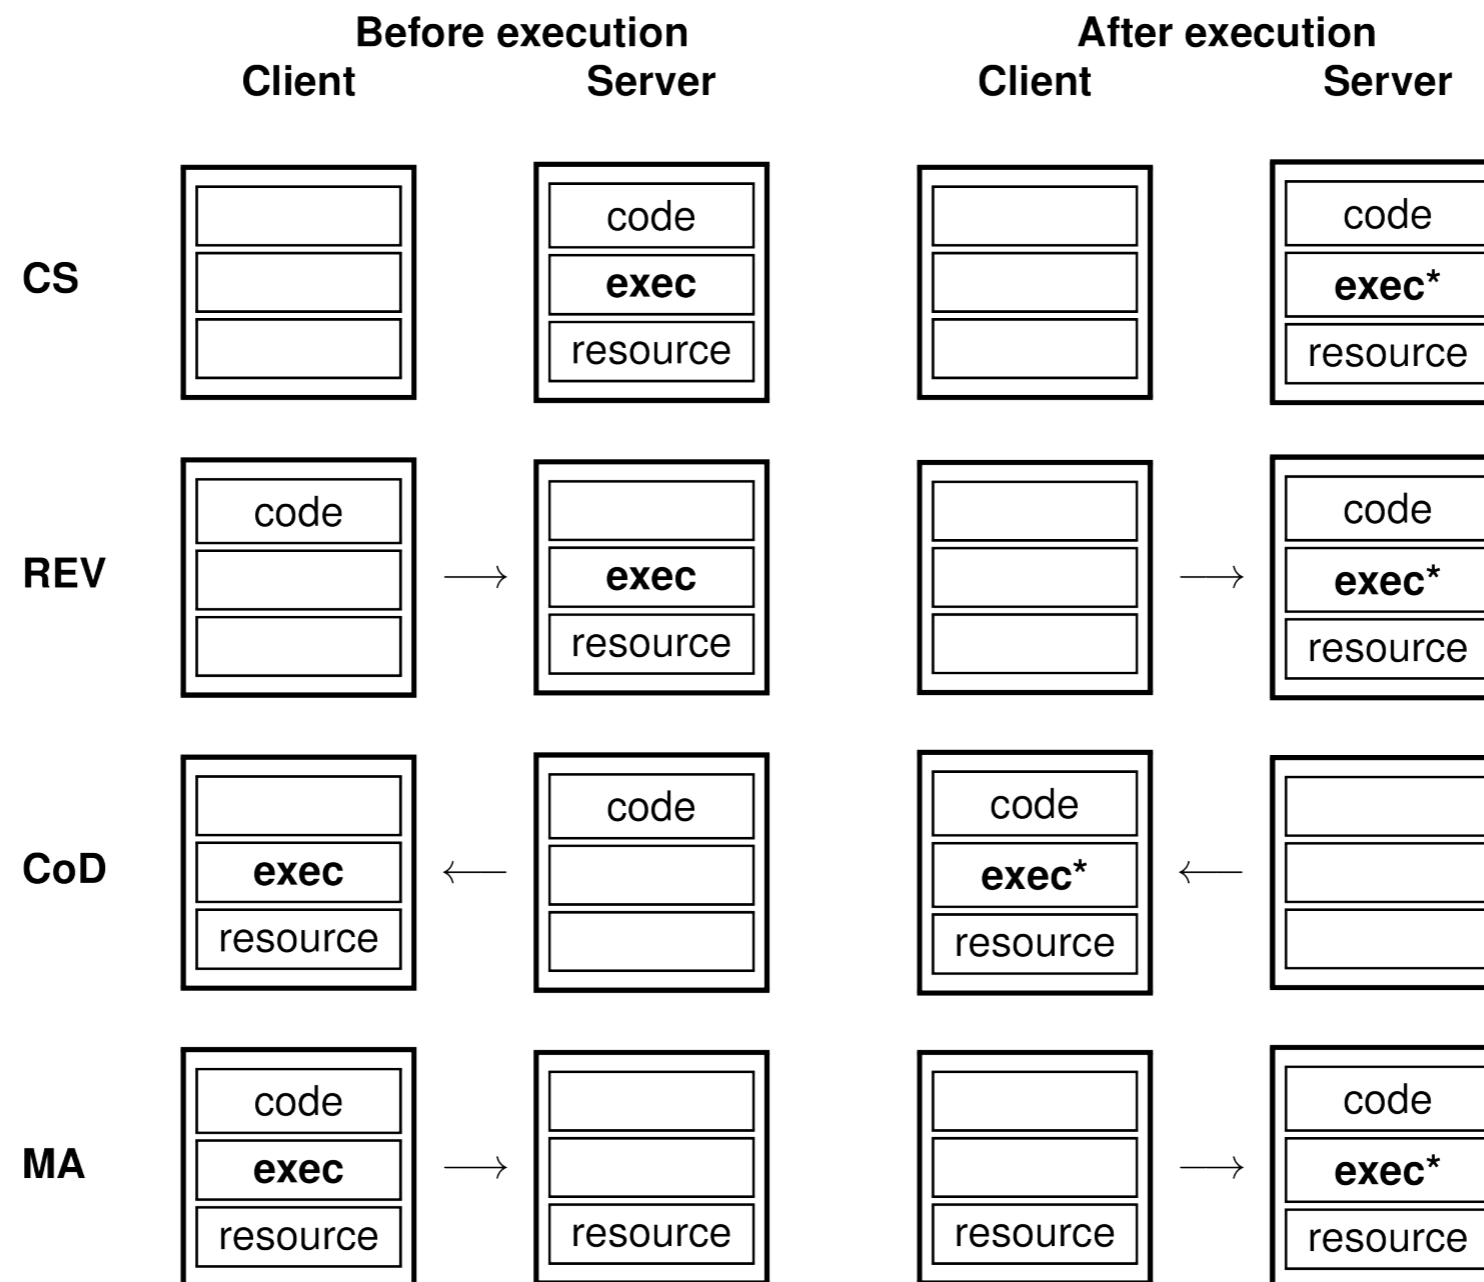 Before execution After execution
Client Server Client Server
code code
CS exec exec*
resource resource
code code
REV exec exec*
resource resource
code code
CoD exec exec*
resource resource
code code
MA exec exec*
resource resource resource resource